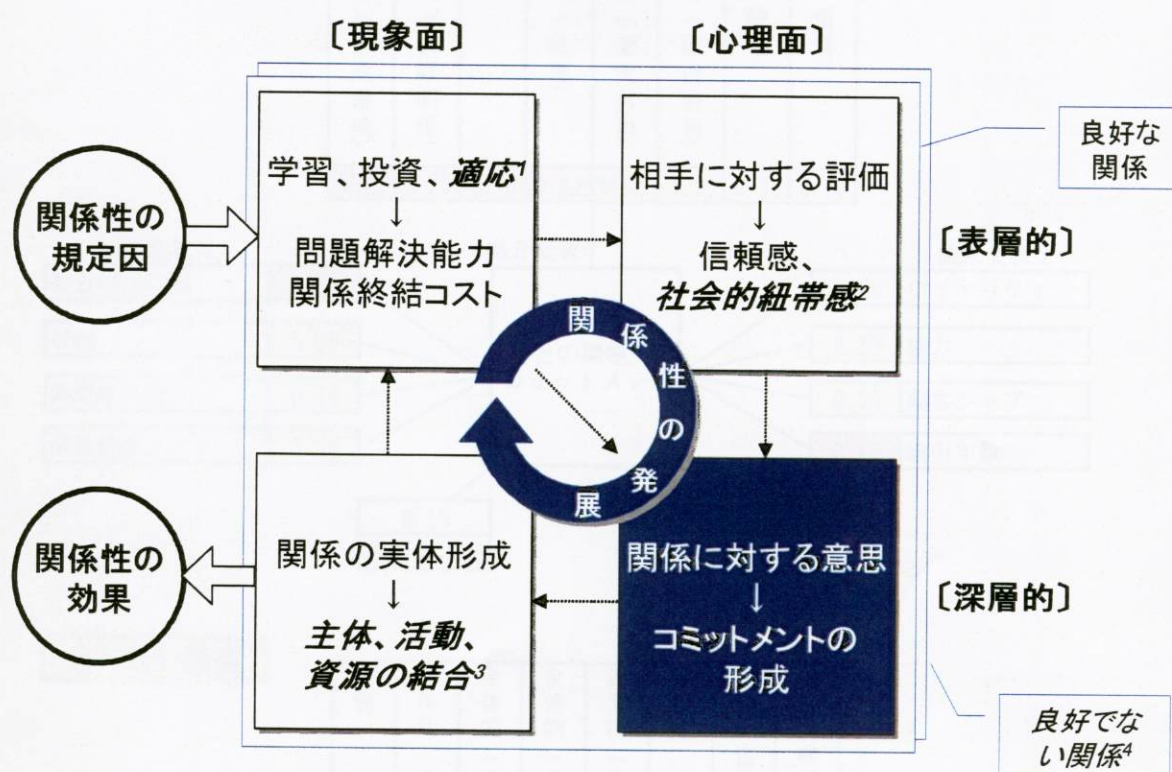 〔現象面〕
〔心理面〕
良好な
関係
関係性の
規定因
学習、投資、適応1
↓
問題解決能力
関係終結コスト
相手に対する評価
↓
信頼感、
社会的紐帯感2
〔表層的〕
関係性の発展
関係性の
効果
関係の実体形成
↓
主体、活動、
資源の結合3
関係に対する意思
↓
コミットメントの
形成
〔深層的〕
良好でな
い関係4